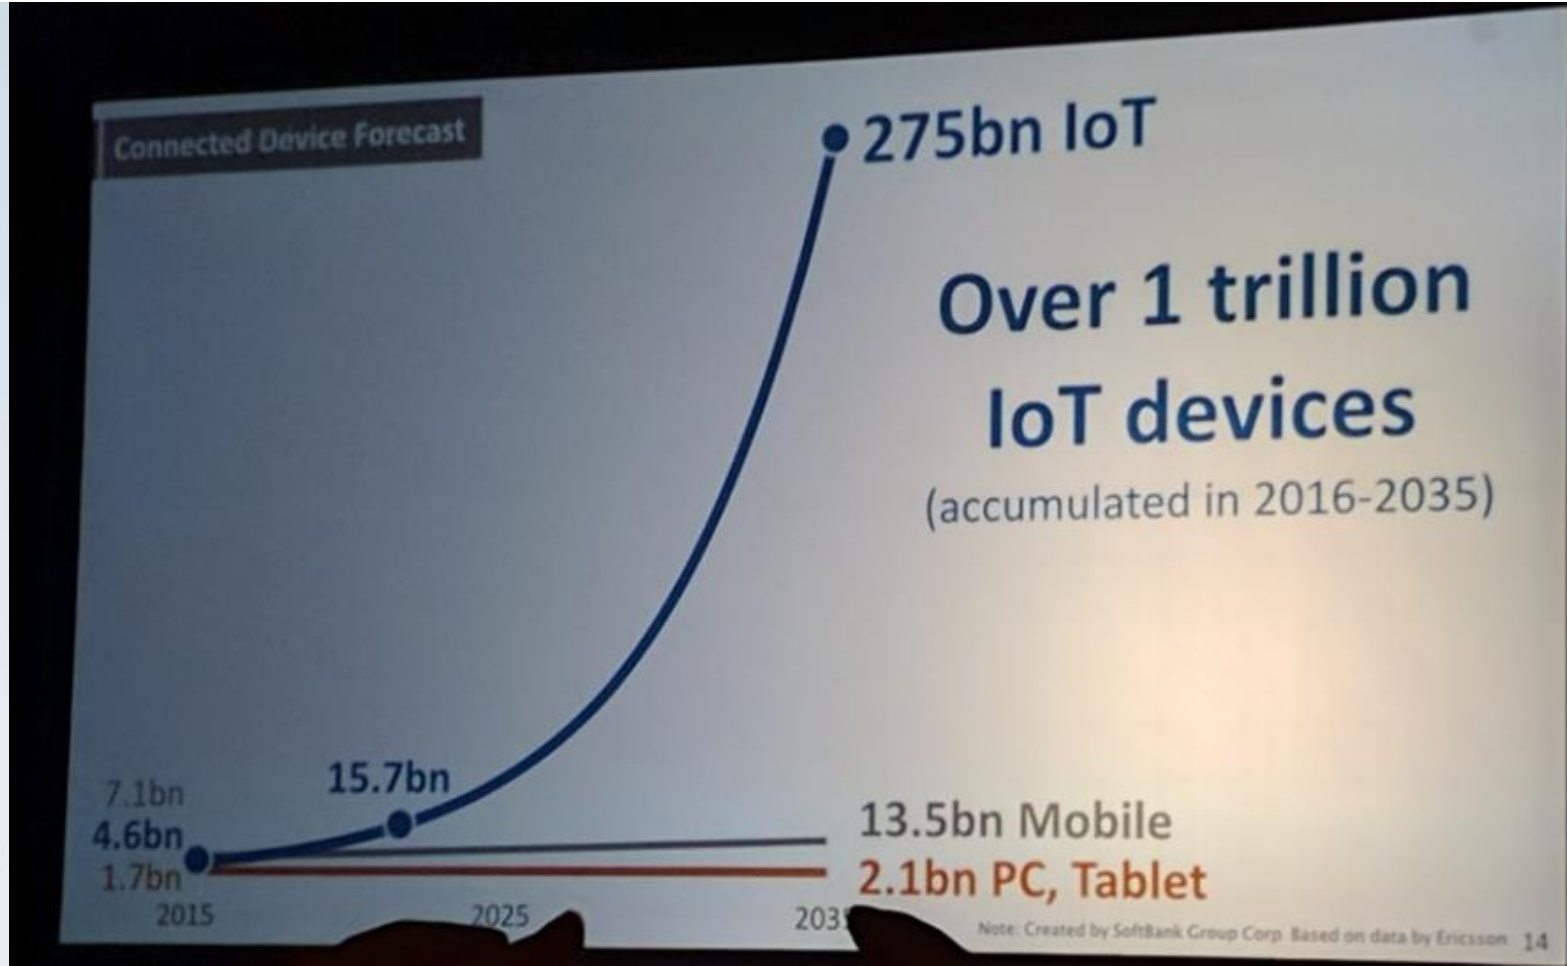 Connected Device Forecast
275bn IoT
Over 1 trillion
IoT devices
(accumulated in 2016-2035)
15.7bn
7.1bn
4.6bn
1.7bn
13.5bn Mobile
2.1bn PC, Tablet
2015
2025
Note: Created by SoftBank Group Corp Based on data by Ericsson
14